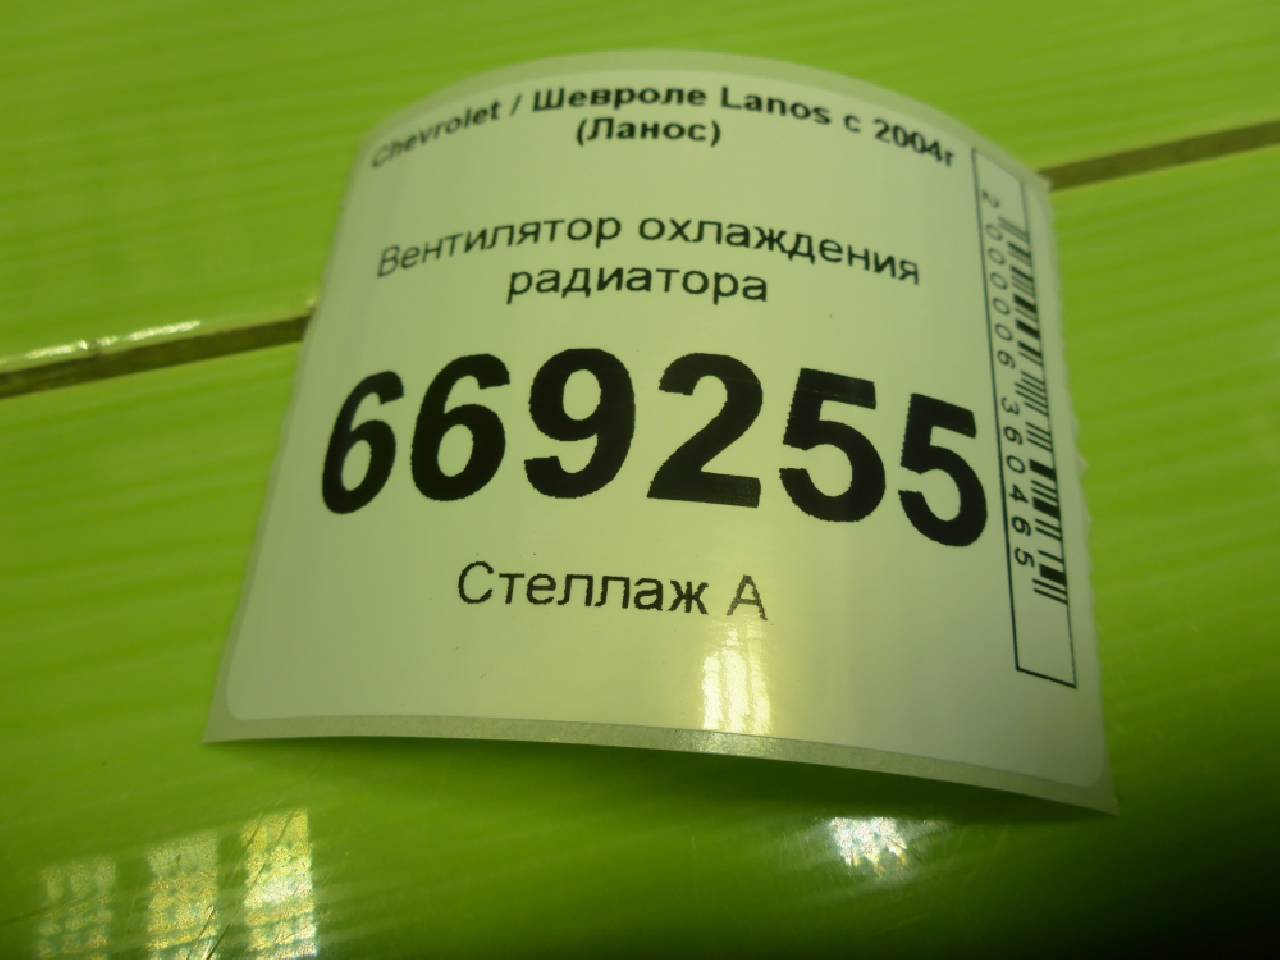 Chevrolet / Шевроле Lanos с 2004г
(Ланос)
Вентилятор охлаждения
радиатора
669255
Стеллаж А
2000006360465